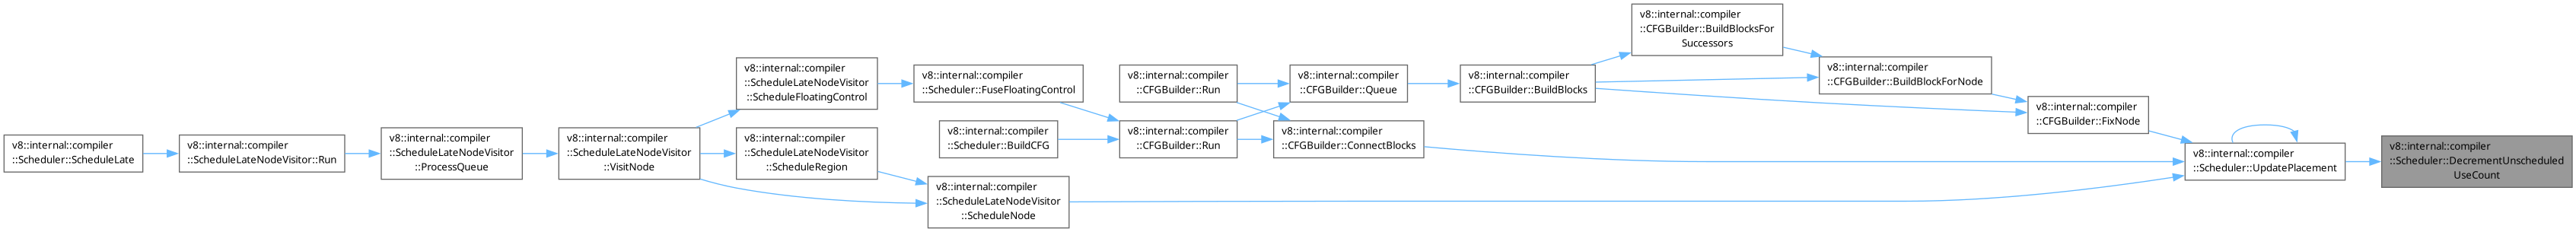 v8::internal::compiler
::Scheduler::ScheduleLate
v8::internal::compiler
::ScheduleLateNodeVisitor::Run
v8::internal::compiler
::ScheduleLateNodeVisitor
::ProcessQueue
v8::internal::compiler
::ScheduleLateNodeVisitor
::VisitNode
v8::internal::compiler
::ScheduleLateNodeVisitor
::ScheduleFloatingControl
v8::internal::compiler
::ScheduleLateNodeVisitor
::ScheduleRegion
v8::internal::compiler
::Scheduler::FuseFloatingControl
v8::internal::compiler
::Scheduler::BuildCFG
v8::internal::compiler
::ScheduleLateNodeVisitor
::ScheduleNode
v8::internal::compiler
::CFGBuilder::Run
v8::internal::compiler
::CFGBuilder::Run
v8::internal::compiler
::CFGBuilder::Queue
v8::internal::compiler
::CFGBuilder::ConnectBlocks
v8::internal::compiler
::CFGBuilder::BuildBlocks
v8::internal::compiler
::CFGBuilder::BuildBlocksFor
Successors
v8::internal::compiler
::CFGBuilder::BuildBlockForNode
v8::internal::compiler
::CFGBuilder::FixNode
v8::internal::compiler
::Scheduler::UpdatePlacement
v8::internal::compiler
::Scheduler::DecrementUnscheduled
UseCount